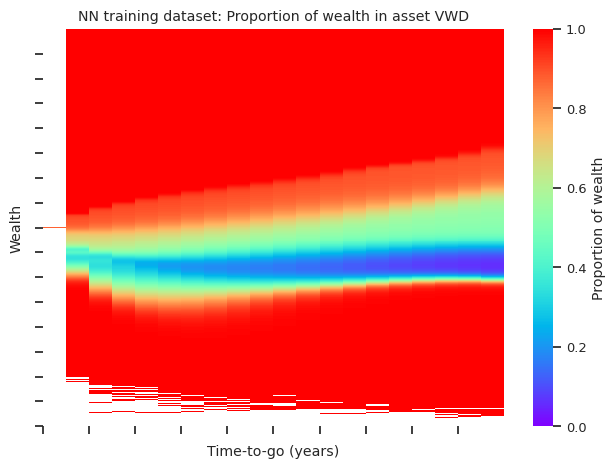 NN training dataset: Proportion of wealth in asset VWD
Wealth
Time-to-go (years)
1.0
0.8
0.6
0.4
0.2
0.0
Proportion of wealth